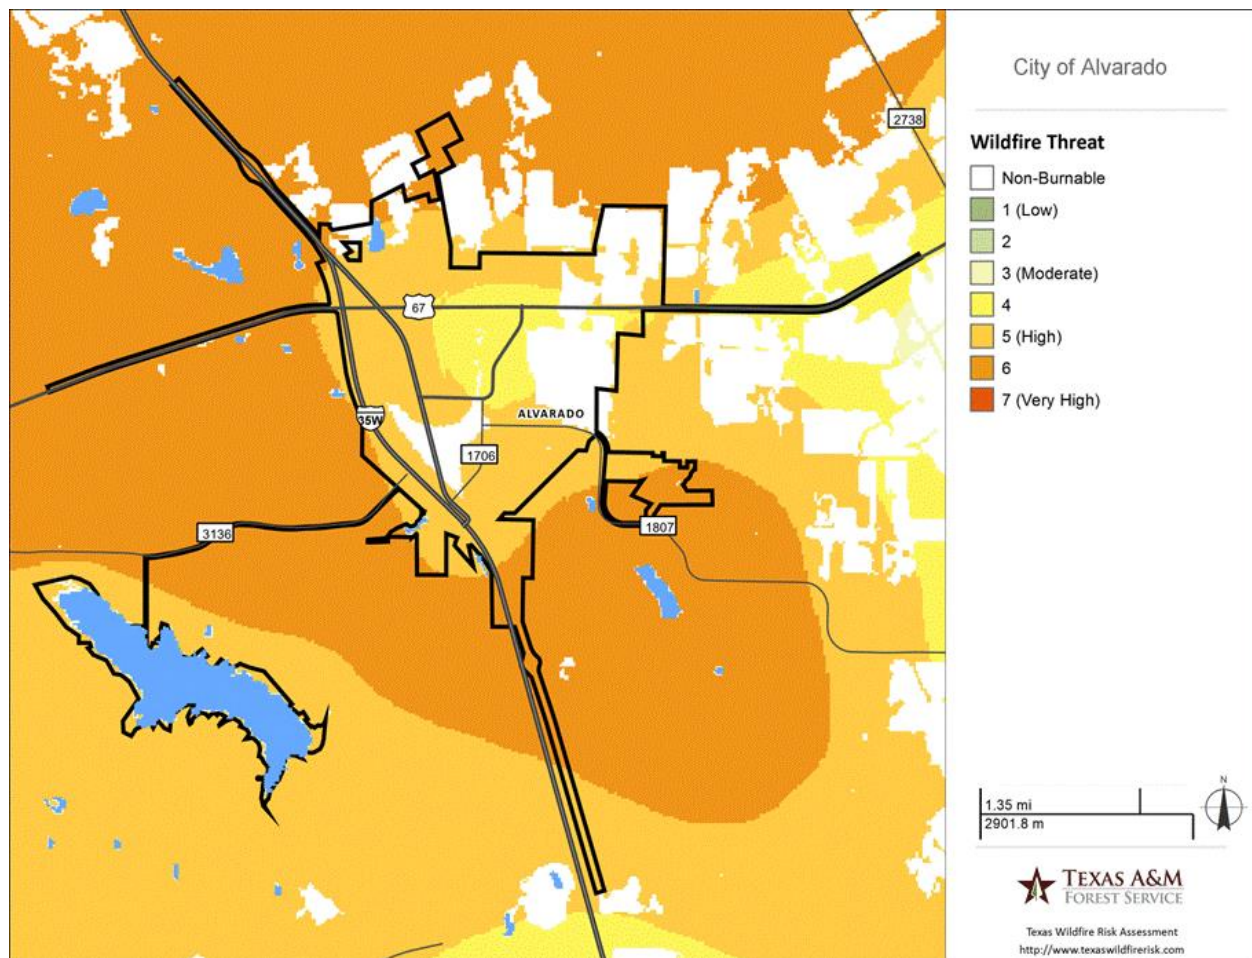 City of Alvarado
Wildfire Threat
Non-Burnable
1 (Low)
2
3 (Moderate)
4
5 (High)
6
7 (Very High)
2738
67
ALVARADO
35W
1706
3136
1807
N
1.35 mi
2901.8 m
TEXAS A&M
FOREST SERVICE
Texas Wildfire Risk Assessment
http://www.texaswildfirerisk.com